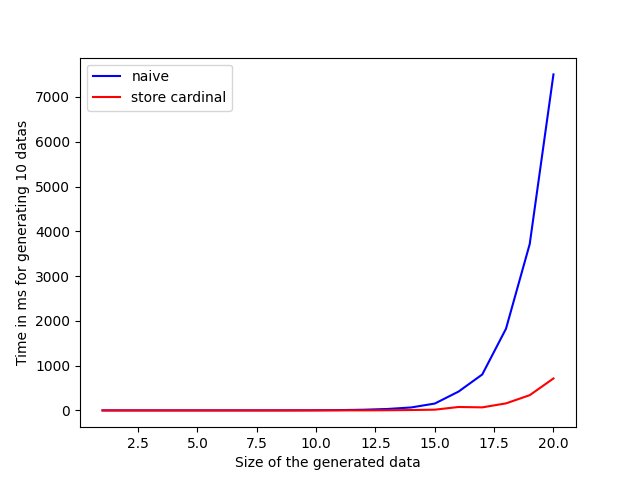 naive
store cardinal
7000
6000
5000
4000
3000
2000
1000
0
Time in ms for generating 10 datas
2.5 5.0 7.5 10.0 12.5 15.0 17.5 20.0
Size of the generated data